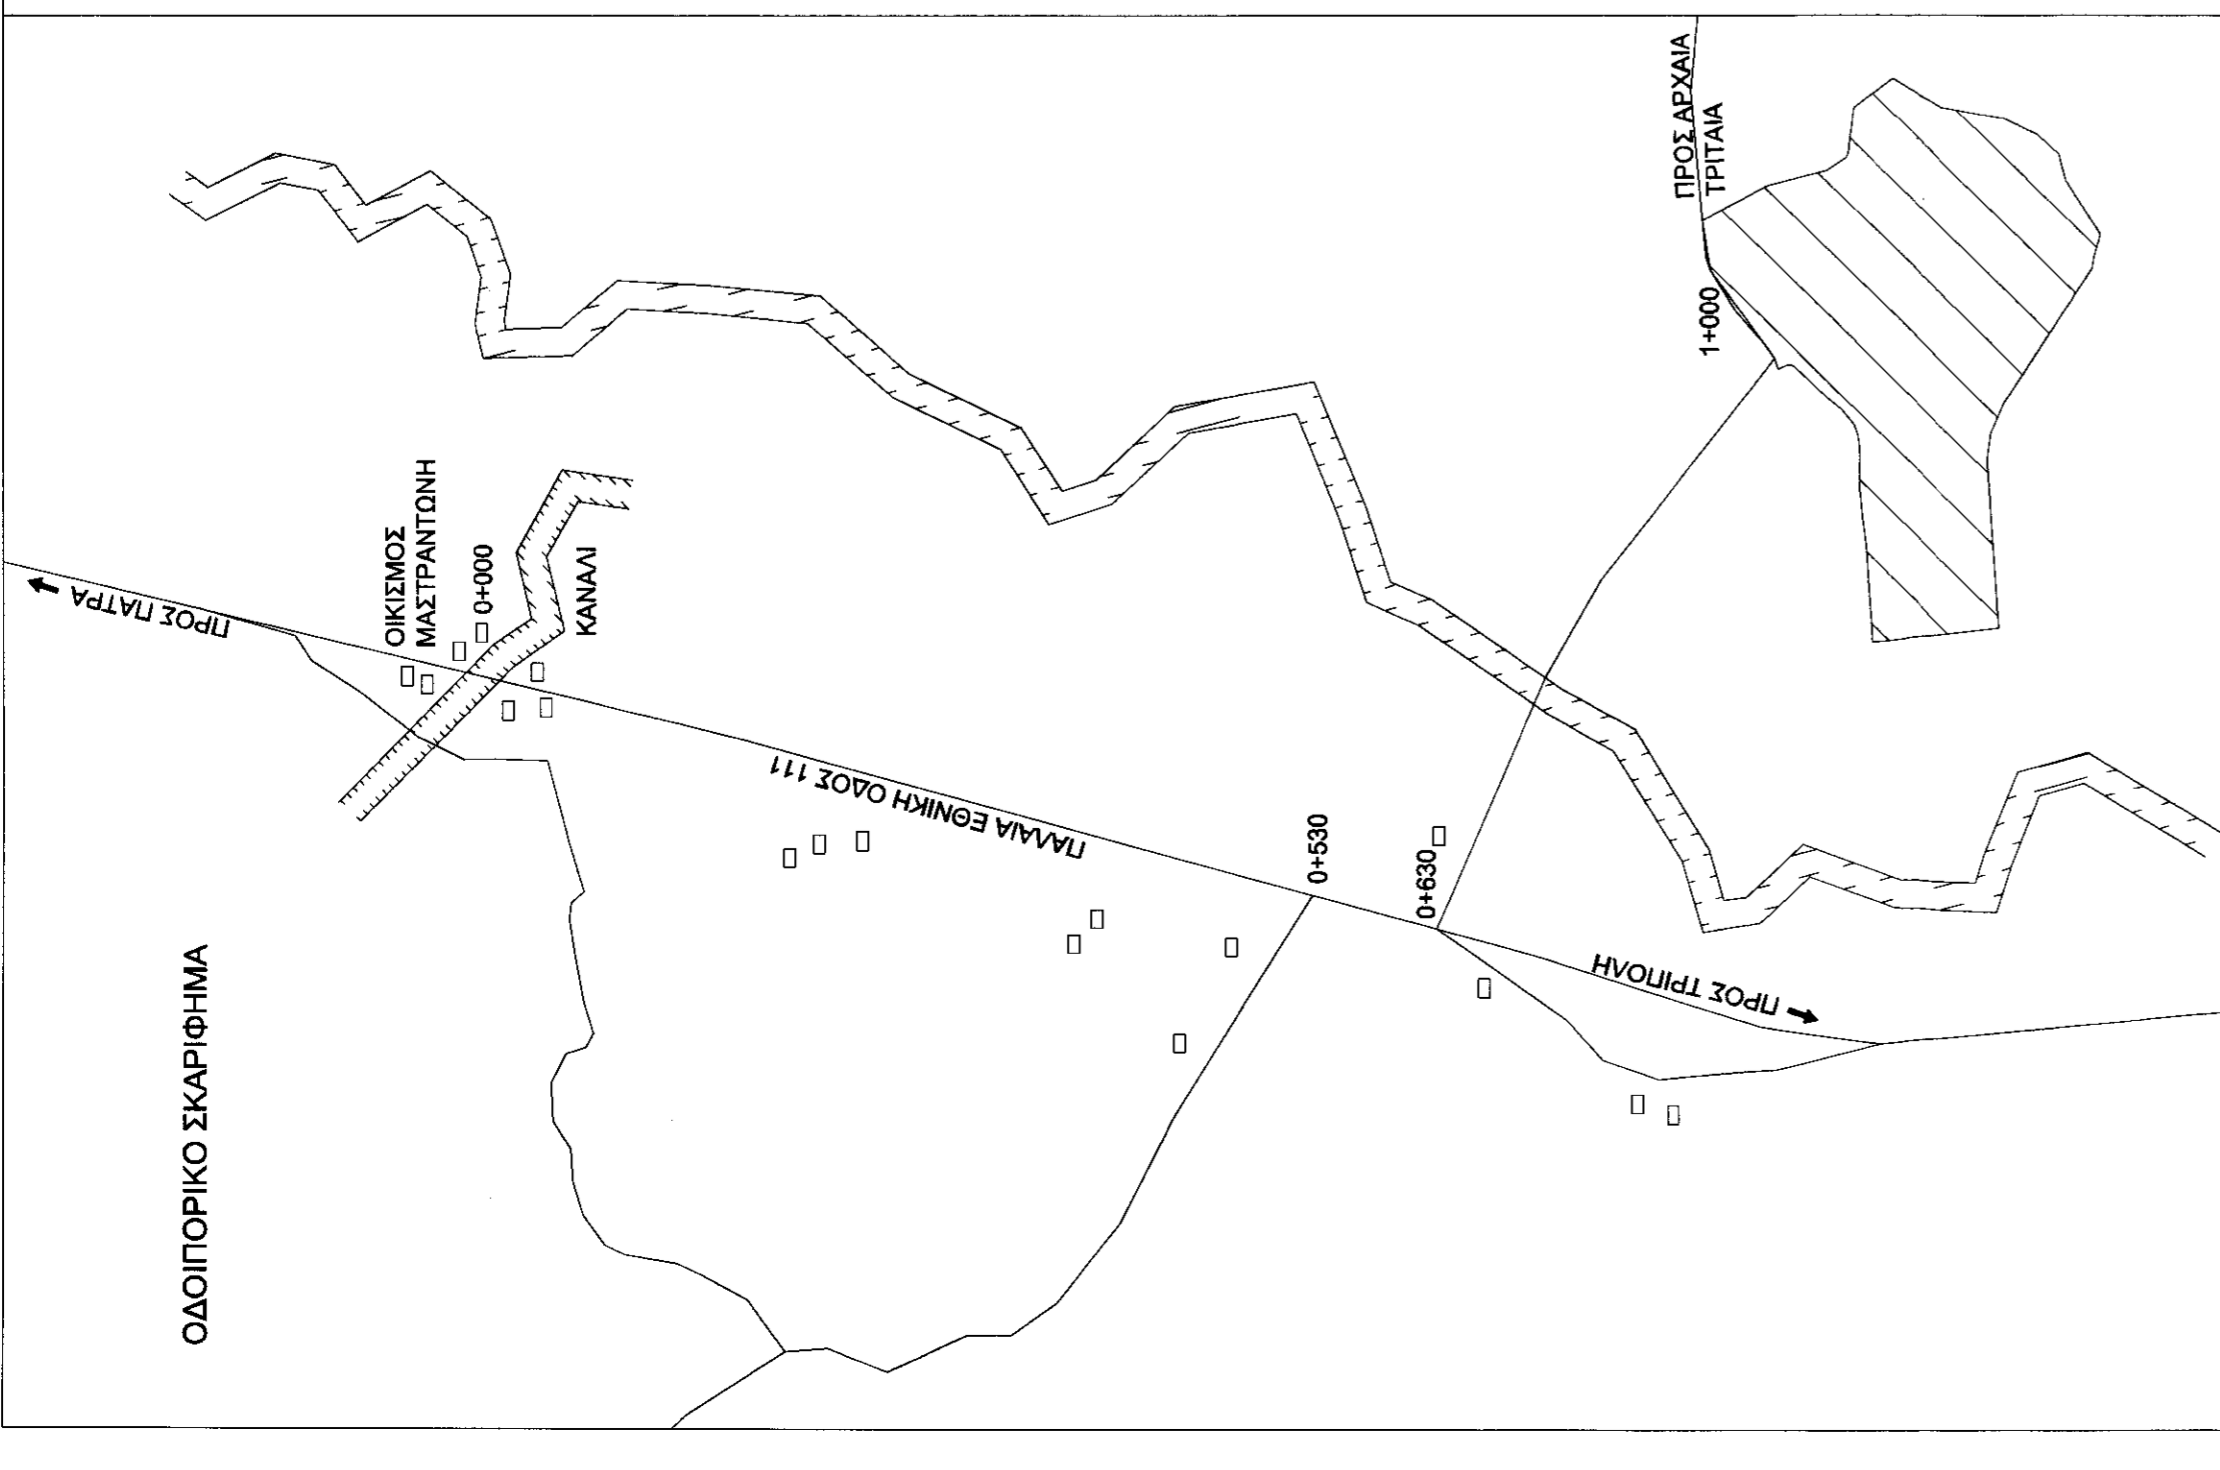 ΟΔΟΙΠΟΡΙΚΟ ΣΚΑΡΙΦΗΜΑ
ΠΡΟΣ ΠΑΤΡΑ
ΟΙΚΙΣΜΟΣ
ΜΑΣΤΡΑΝΤΩΝΗ
0+000
ΚΑΝΑΛΙ
ΠΑΛΑΙΑ ΕΘΝΙΚΗ ΟΔΟΣ 111
0+530
0+630
ΠΡΟΣ ΤΡΙΠΟΛΗ
ΠΡΟΣ ΑΡΧΑΙΑ
ΤΡΙΤΑΙΑ
1+000